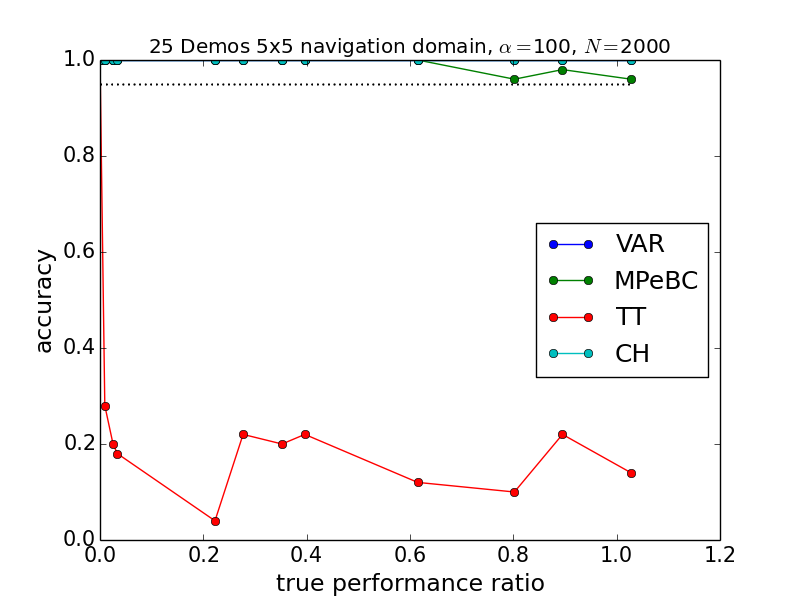 25 Demos 5x5 navigation domain, α=100, N=2000
1.0
0.8
0.6
0.4
0.2
0.0
accuracy
VAR
MPeBC
TT
CH
0.0 0.2 0.4 0.6 0.8 1.0 1.2
true performance ratio